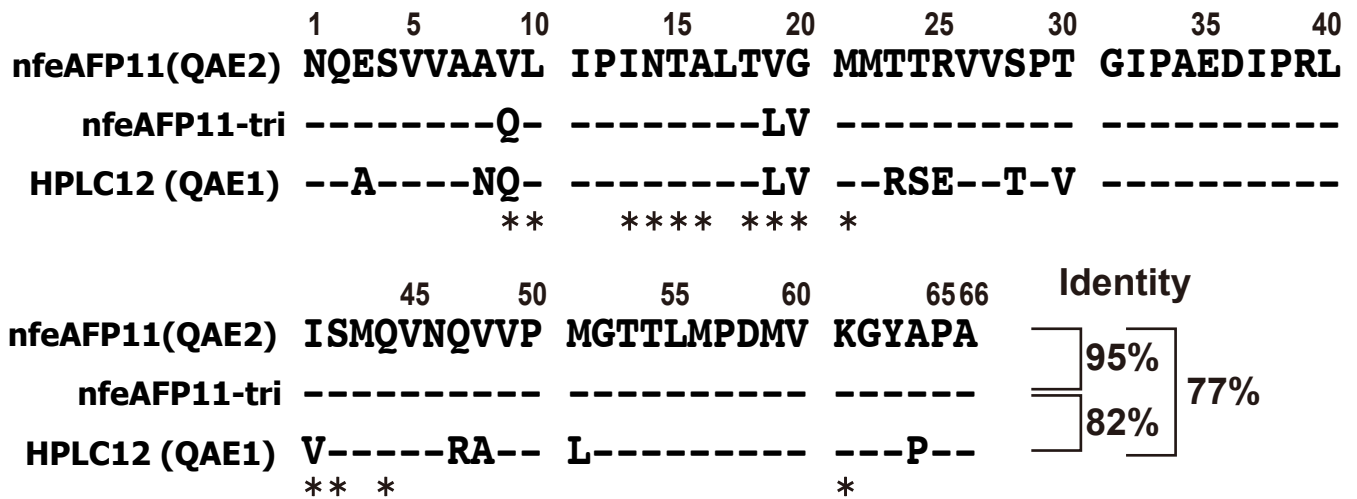 1 5 10 15 20 25 30 35 40
nfeAFP11(QAE2) NQESVVAAVL IPINTALTVG MMTTRVVSPT GIPAEDIPRL
nfeAFP11-tri --------Q- --------LV ---------- ----------
HPLC12 (QAE1) --A----NQ- --------LV --RSE--T-V ----------
** **** *** *
45 50 55 60 65 66 Identity
nfeAFP11(QAE2) ISMQVNQVVP MGTTLMPDMV KGYAPA
95%
nfeAFP11-tri ---------- ---------- ------
77%
82%
HPLC12 (QAE1) V-----RA-- L--------- ---P--
** * *